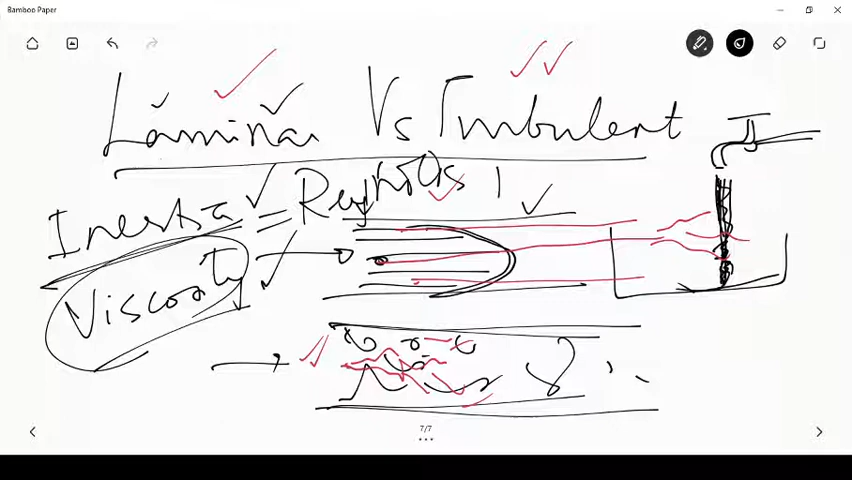 Bamboo Paper
Laminar Vs Turbulent
Inertia = Reynolds
Viscosity
7/7